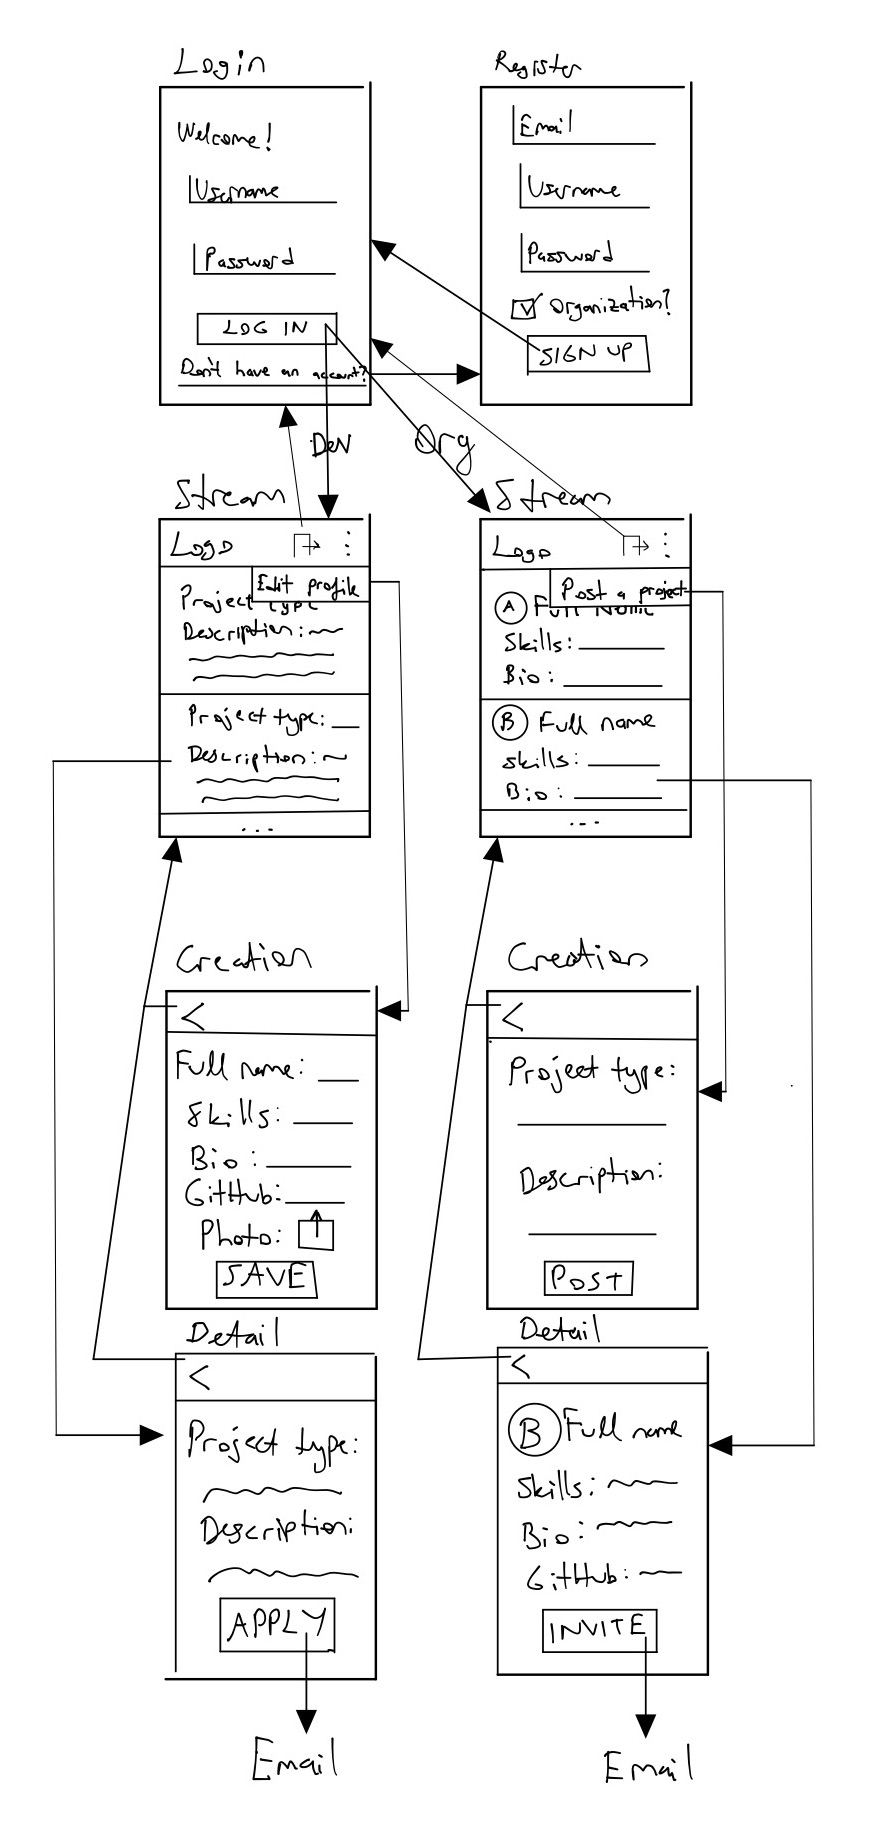 Login
Welcome!
Username
Password
LOG IN
Don't have an account?
Register
Email
Username
Password
Organization?
SIGN UP
Dev
Org
Stream
Logo
Edit profile
Project type
Description:
Project type:
Description:
...
Stream
Logo
Post a project
A Full Name
Skills:
Bio:
B Full name
Skills:
Bio:
...
Creation
<
Full name:
Skills:
Bio:
GitHub:
Photo:
SAVE
Creation
<
Project type:
Description:
POST
Detail
<
Project type:
Description:
APPLY
Email
Detail
<
B Full name
Skills:
Bio:
GitHub:
INVITE
Email